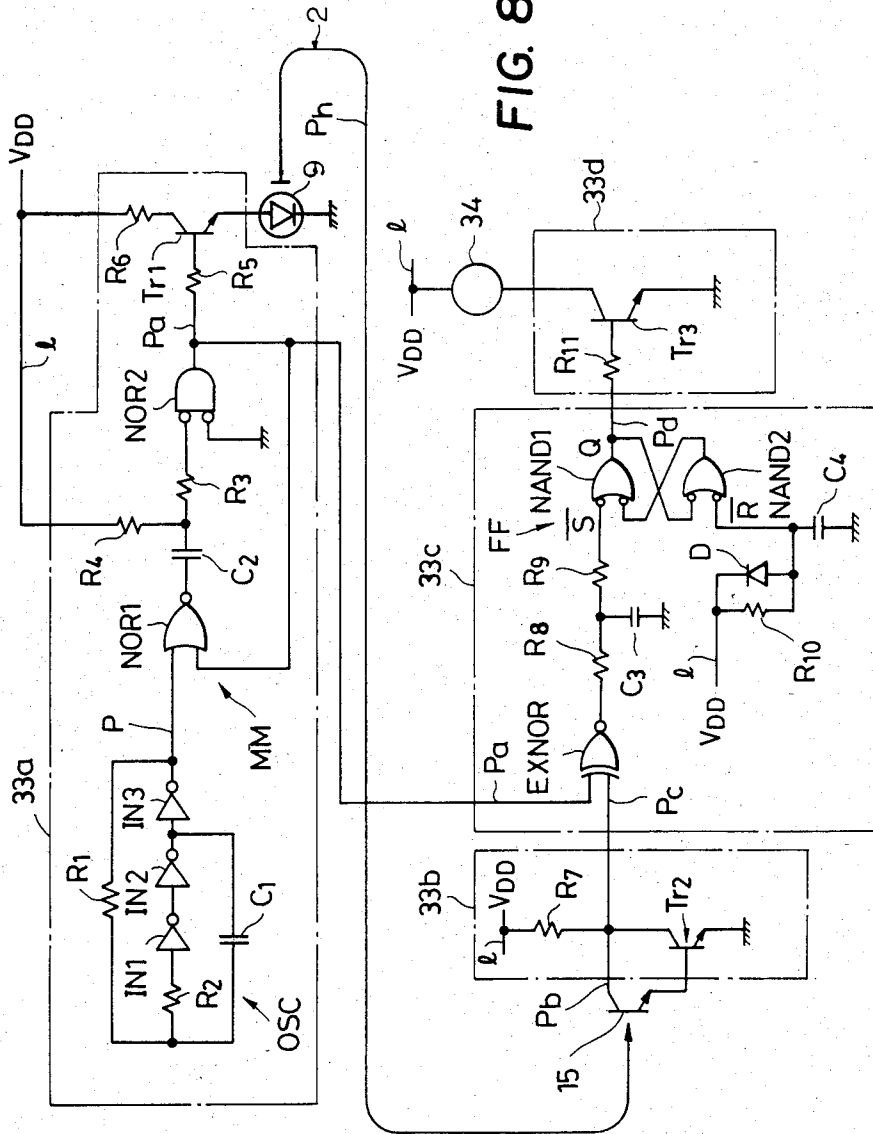 33a
VDD
R1
IN1
IN2
IN3
R2
C1
OSC
P
NOR1
MM
C2
R4
R3
l
NOR2
Pa
Tr1
R5
R6
9
2
Ph
FIG. 8
33b
l
VDD
R7
Pb
15
Tr2
Pc
Pa
33c
EXNOR
R8
C3
R9
FF
S
NAND1
Q
Pd
R
NAND2
D
R10
C4
VDD
l
33d
R11
Tr3
34
VDD
l